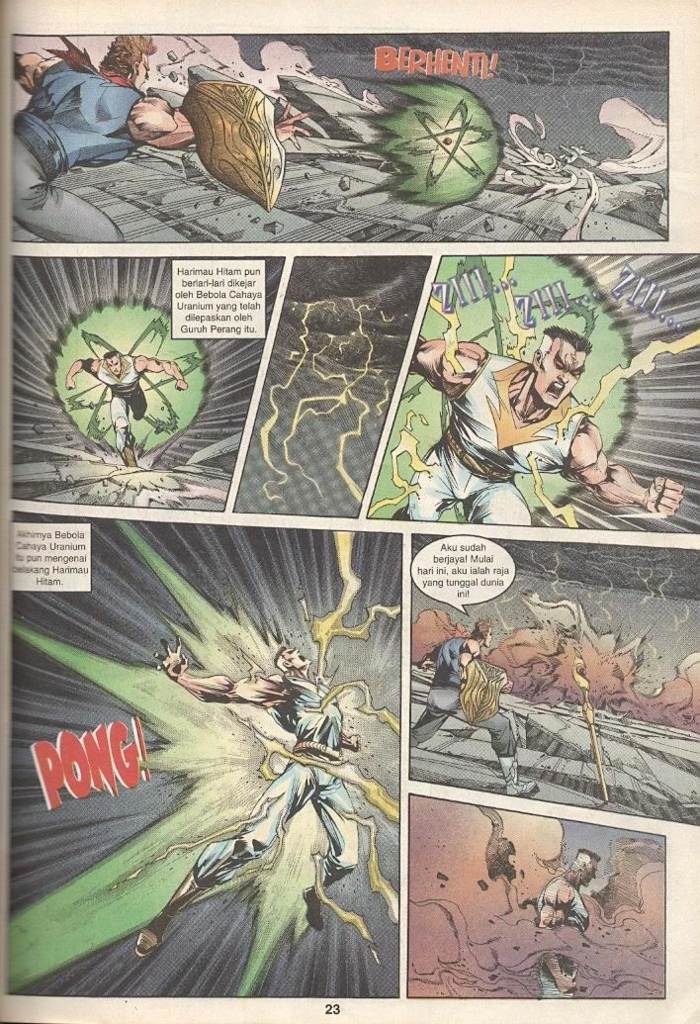 BERHENTI!
Harimau Hitam pun
berlari-lari dikejar
oleh Bebola Cahaya
Uranium yang telah
dilepaskan oleh
Guruh Perang itu.
ZIII...
ZIII...
ZIII...
Akhirnya Bebola
Cahaya Uranium
itu pun mengenai
belakang Harimau
Hitam.
PONG!
Aku sudah
berjaya! Mulai
hari ini, aku ialah raja
yang tunggal dunia
ini!
23